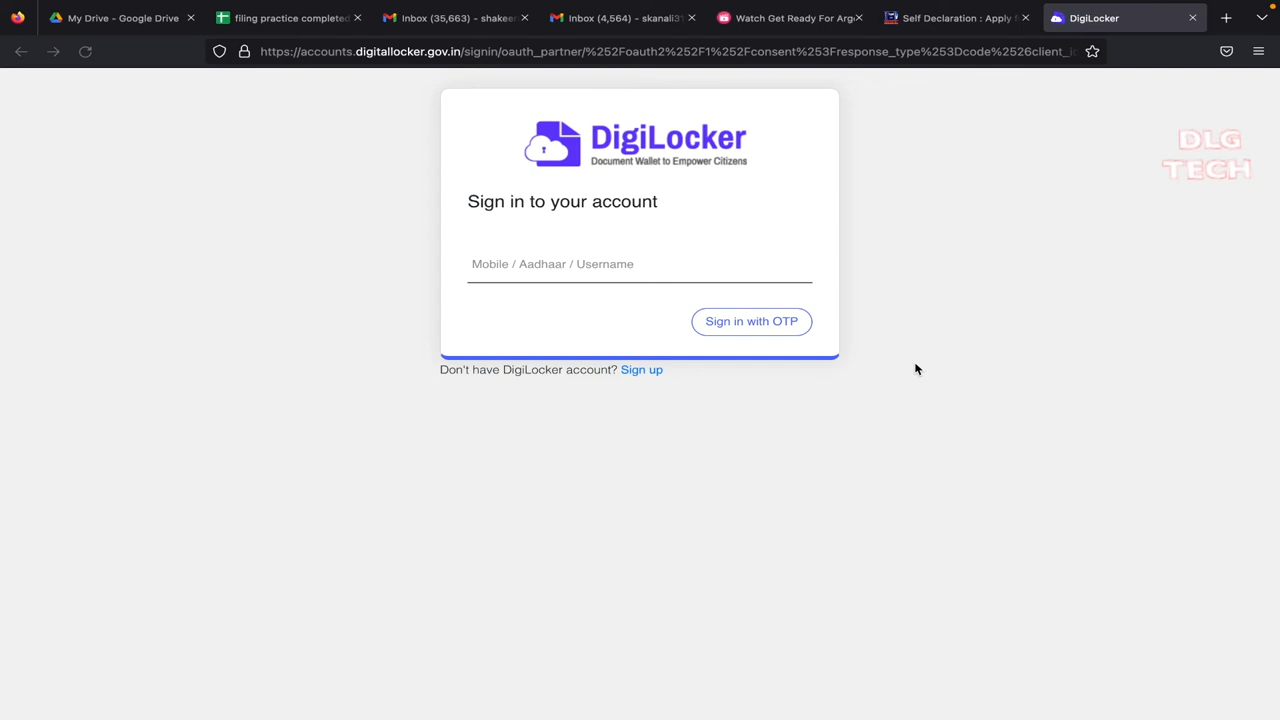 My Drive - Google Drive
filing practice completed
Inbox (35,663) - shakeer
Inbox (4,564) - skanali31
Watch Get Ready For Arg
Self Declaration : Apply f
DigiLocker
https://accounts.digitallocker.gov.in/signin/oauth_partner/%252Foauth2%252F1%252Fconsent%253Fresponse_type%253Dcode%2526client_i
DLG
TECH
DigiLocker
Document Wallet to Empower Citizens
Sign in to your account
Mobile / Aadhaar / Username
Sign in with OTP
Don't have DigiLocker account? Sign up